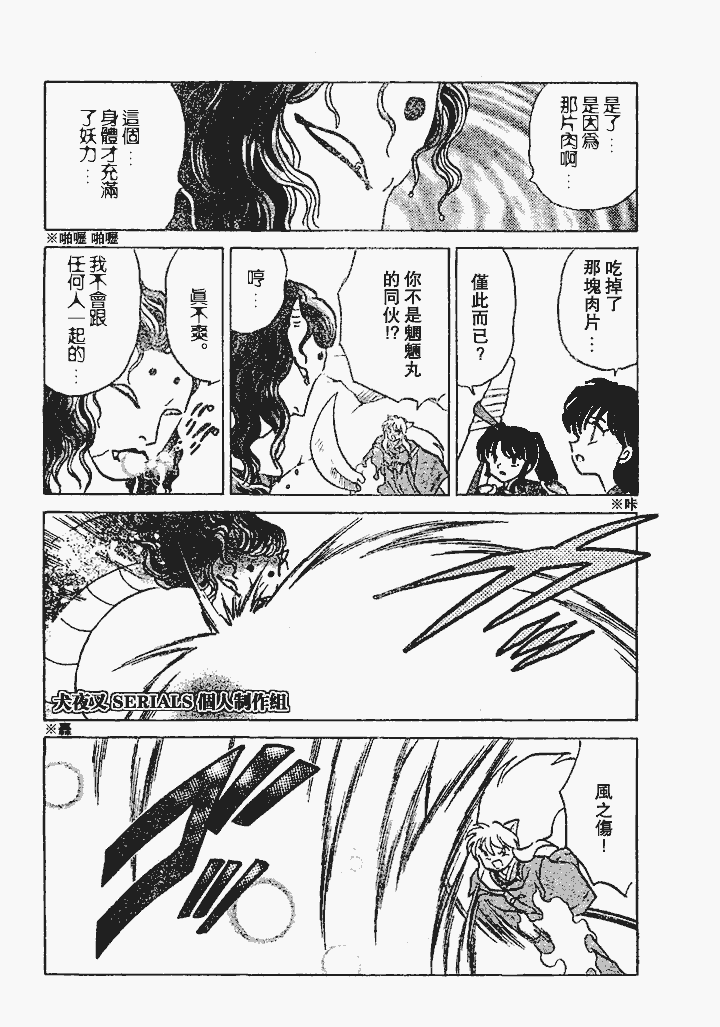 是了…
是因為
那片肉啊…
這個…
身體才充滿
了妖力…
※啪喱 啪喱
吃掉了
那塊肉片…
僅此而已?
你不是魍魎丸
的同伙!?
哼…
真不爽。
我不會跟
任何人一起的…
※咔
ガ
ッ
犬夜叉 SERIALS 個人制作組
※轟
風之傷!
ゴ